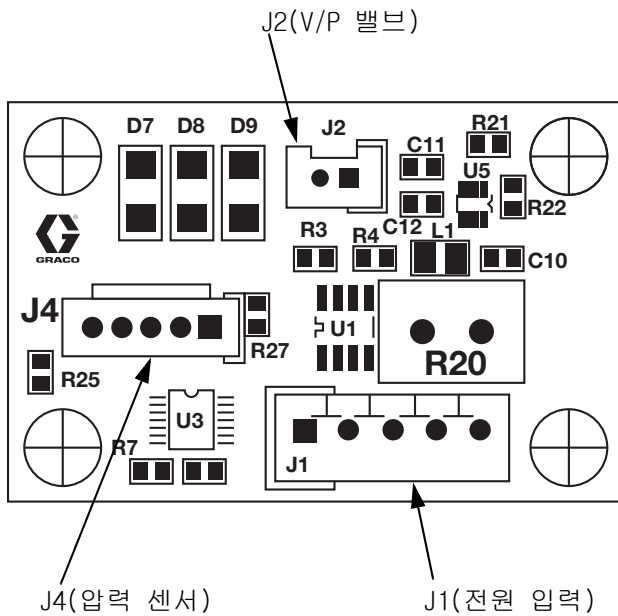 J2(V/P 밸브)
D7 D8 D9 J2 R21
C11
U5
R22
C12
R3 R4 L1
C10
GRACO
J4
U1
R27
R20
R25
U3
R7
J1
J4(압력 센서) J1(전원 입력)